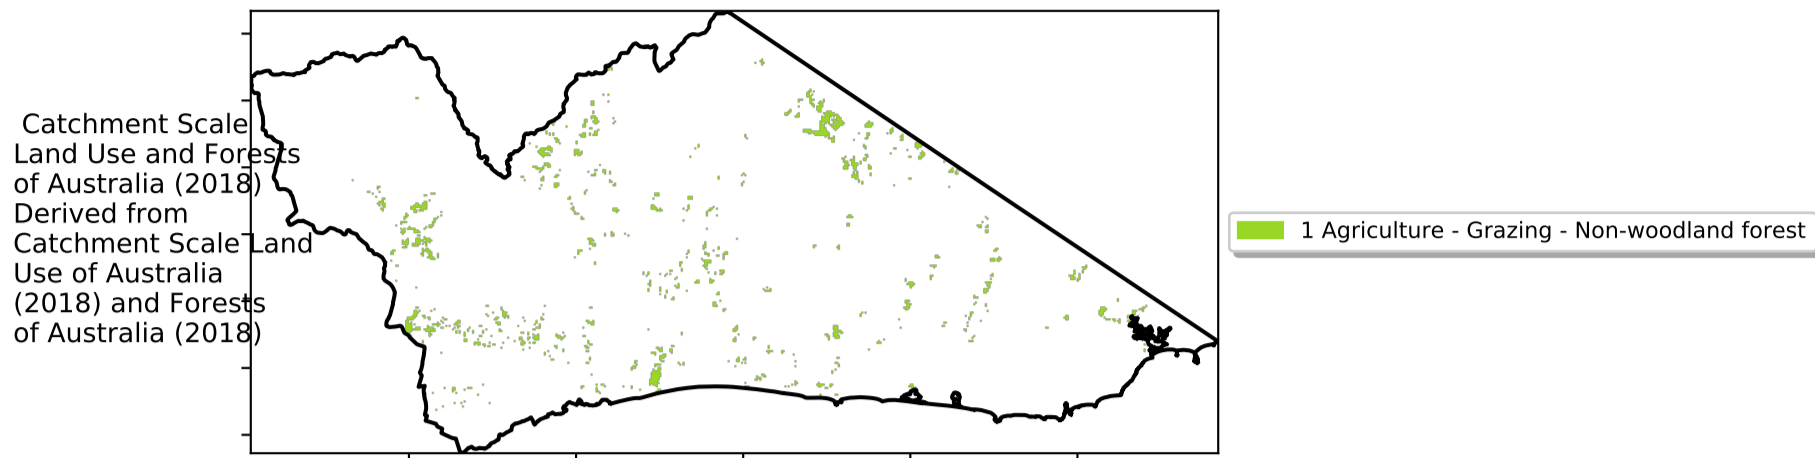 Catchment Scale
Land Use and Forests
of Australia (2018)
Derived from
Catchment Scale Land
Use of Australia
(2018) and Forests
of Australia (2018)
1 Agriculture - Grazing - Non-woodland forest